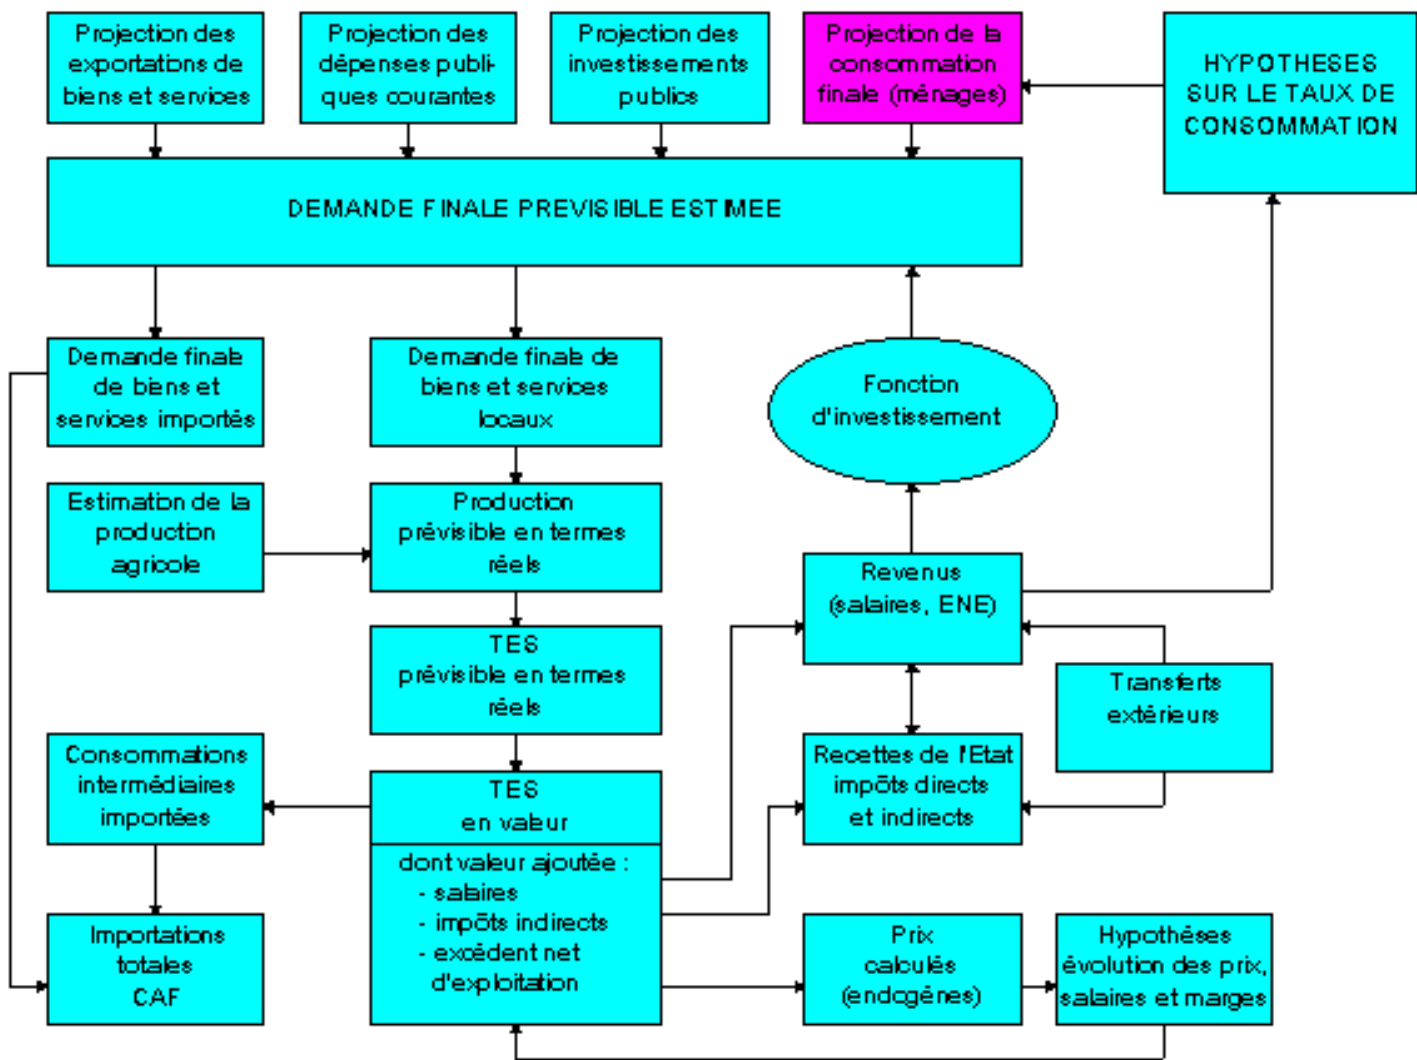 Projection des
exportations de
biens et services
Projection des
dépenses publi-
ques courantes
Projection des
investissements
publics
Projection de la
consommation
finale (ménages)
HYPOTHESES
SUR LE TAUX DE
CONSOMMATION
DEMANDE FINALE PREVISIBLE ESTIMEE
Demande finale
de biens et
services importés
Demande finale de
biens et services
locaux
Fonction
d'investissement
Estimation de la
production
agricole
Production
prévisible en termes
réels
Revenus
(salaires, ENE)
TES
prévisible en termes
réels
Transferts
extérieurs
Consommations
intermédiaires
importées
TES
en valeur
Recettes de l'Etat
impôts directs
et indirects
dont valeur ajoutée :
- salaires
- impôts indirects
- excédent net
d'exploitation
Importations
totales
CAF
Prix
calculés
(endogénes)
Hypothéses
évolution des prix,
salaires et marges